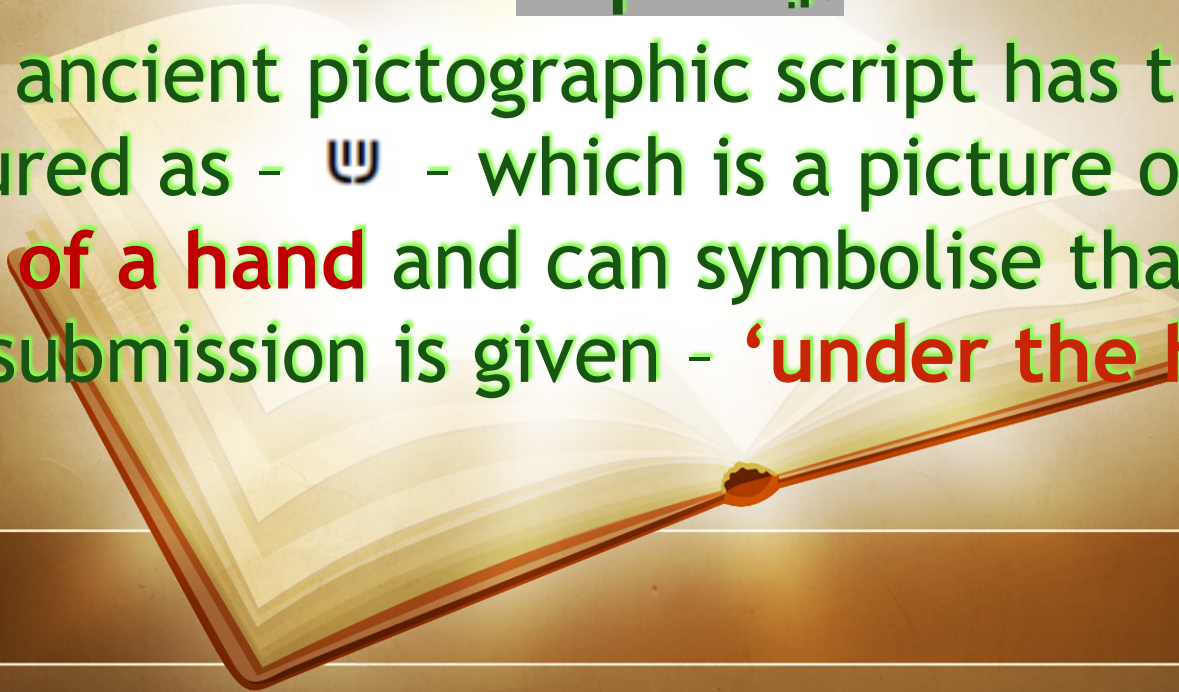 ancient pictographic script has t
ured as – – which is a picture o
of a hand and can symbolise tha
submission is given – ‘under the h